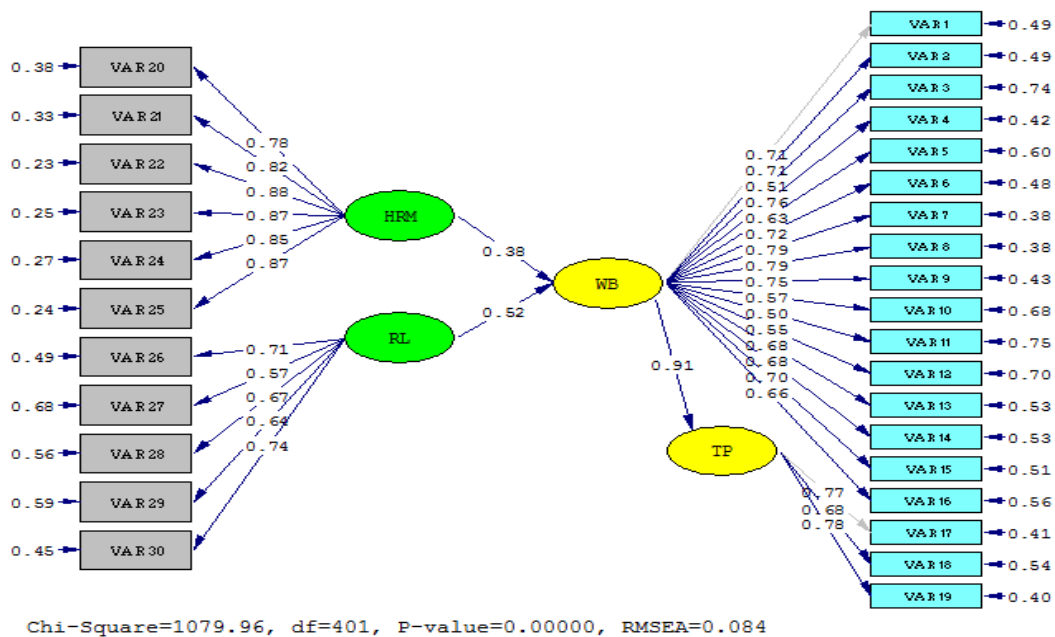 0.38 VAR20
0.33 VAR21
0.23 VAR22
0.25 VAR23
0.27 VAR24
0.24 VAR25
0.49 VAR26
0.68 VAR27
0.56 VAR28
0.59 VAR29
0.45 VAR30
0.78
0.82
0.88
0.87
0.85
0.87
HRM
0.71
0.57
0.67
0.64
0.74
RL
0.38
0.52
WB
0.91
TP
0.71
0.71
0.51
0.76
0.63
0.72
0.79
0.79
0.75
0.57
0.50
0.55
0.68
0.68
0.70
0.66
0.77
0.68
0.78
VAR1 0.49
VAR2 0.49
VAR3 0.74
VAR4 0.42
VAR5 0.60
VAR6 0.48
VAR7 0.38
VAR8 0.38
VAR9 0.43
VAR10 0.68
VAR11 0.75
VAR12 0.70
VAR13 0.53
VAR14 0.53
VAR15 0.51
VAR16 0.56
VAR17 0.41
VAR18 0.54
VAR19 0.40
Chi-Square=1079.96, df=401, P-value=0.00000, RMSEA=0.084